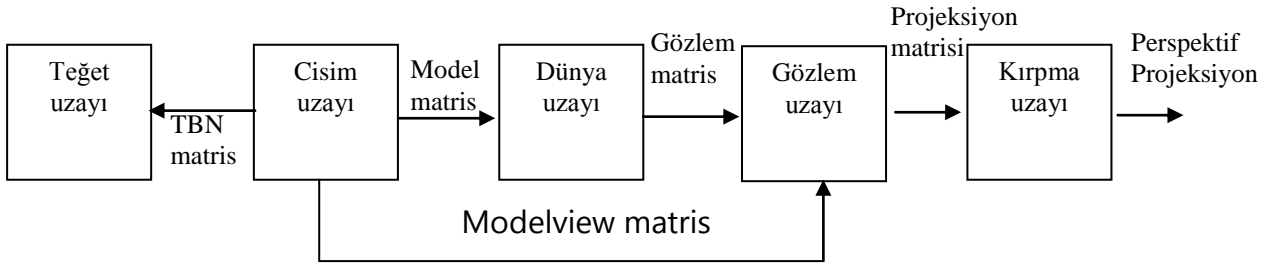 Teğet
uzayı
TBN
matris
Cisim
uzayı
Model
matris
Dünya
uzayı
Gözlem
matris
Gözlem
uzayı
Projeksiyon
matrisi
Kırpma
uzayı
Perspektif
Projeksiyon
Modelview matris